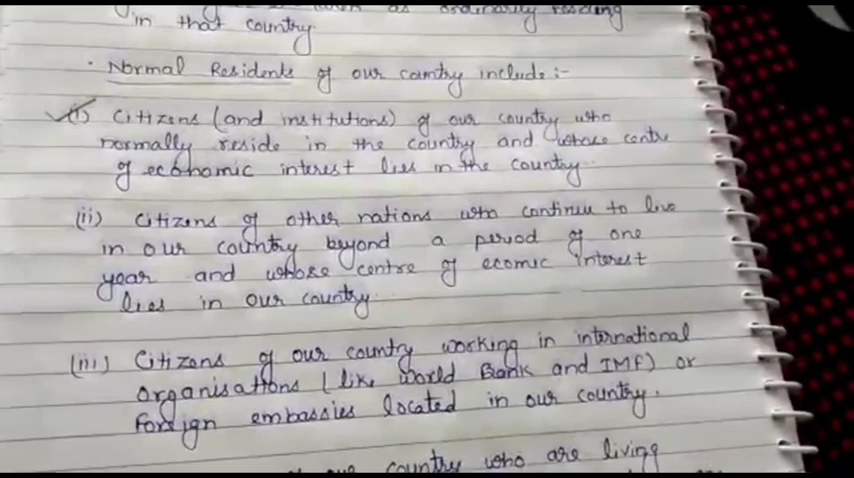 as ordinarily residing
in that country.
· Normal Residents of our country include :-
(i) Citizens (and institutions) of our country who
normally reside in the country and whose centre
of economic interest lies in the country.
(ii) Citizens of other nations who continue to live
in our country beyond a period of one
year and whose centre of ecomic interest
lies in our country.
(iii) Citizens of our country working in international
organisations (like World Bank and IMF) or
foreign embassies located in our country.
our country who are living